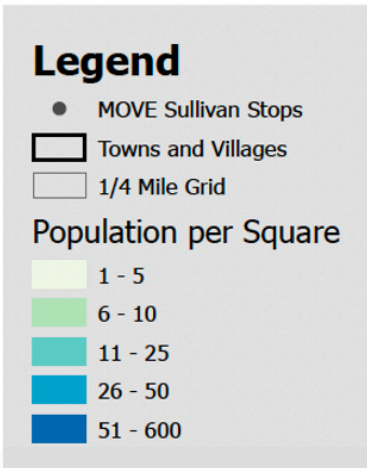 Legend
MOVE Sullivan Stops
Towns and Villages
1/4 Mile Grid
Population per Square
1 - 5
6 - 10
11 - 25
26 - 50
51 - 600